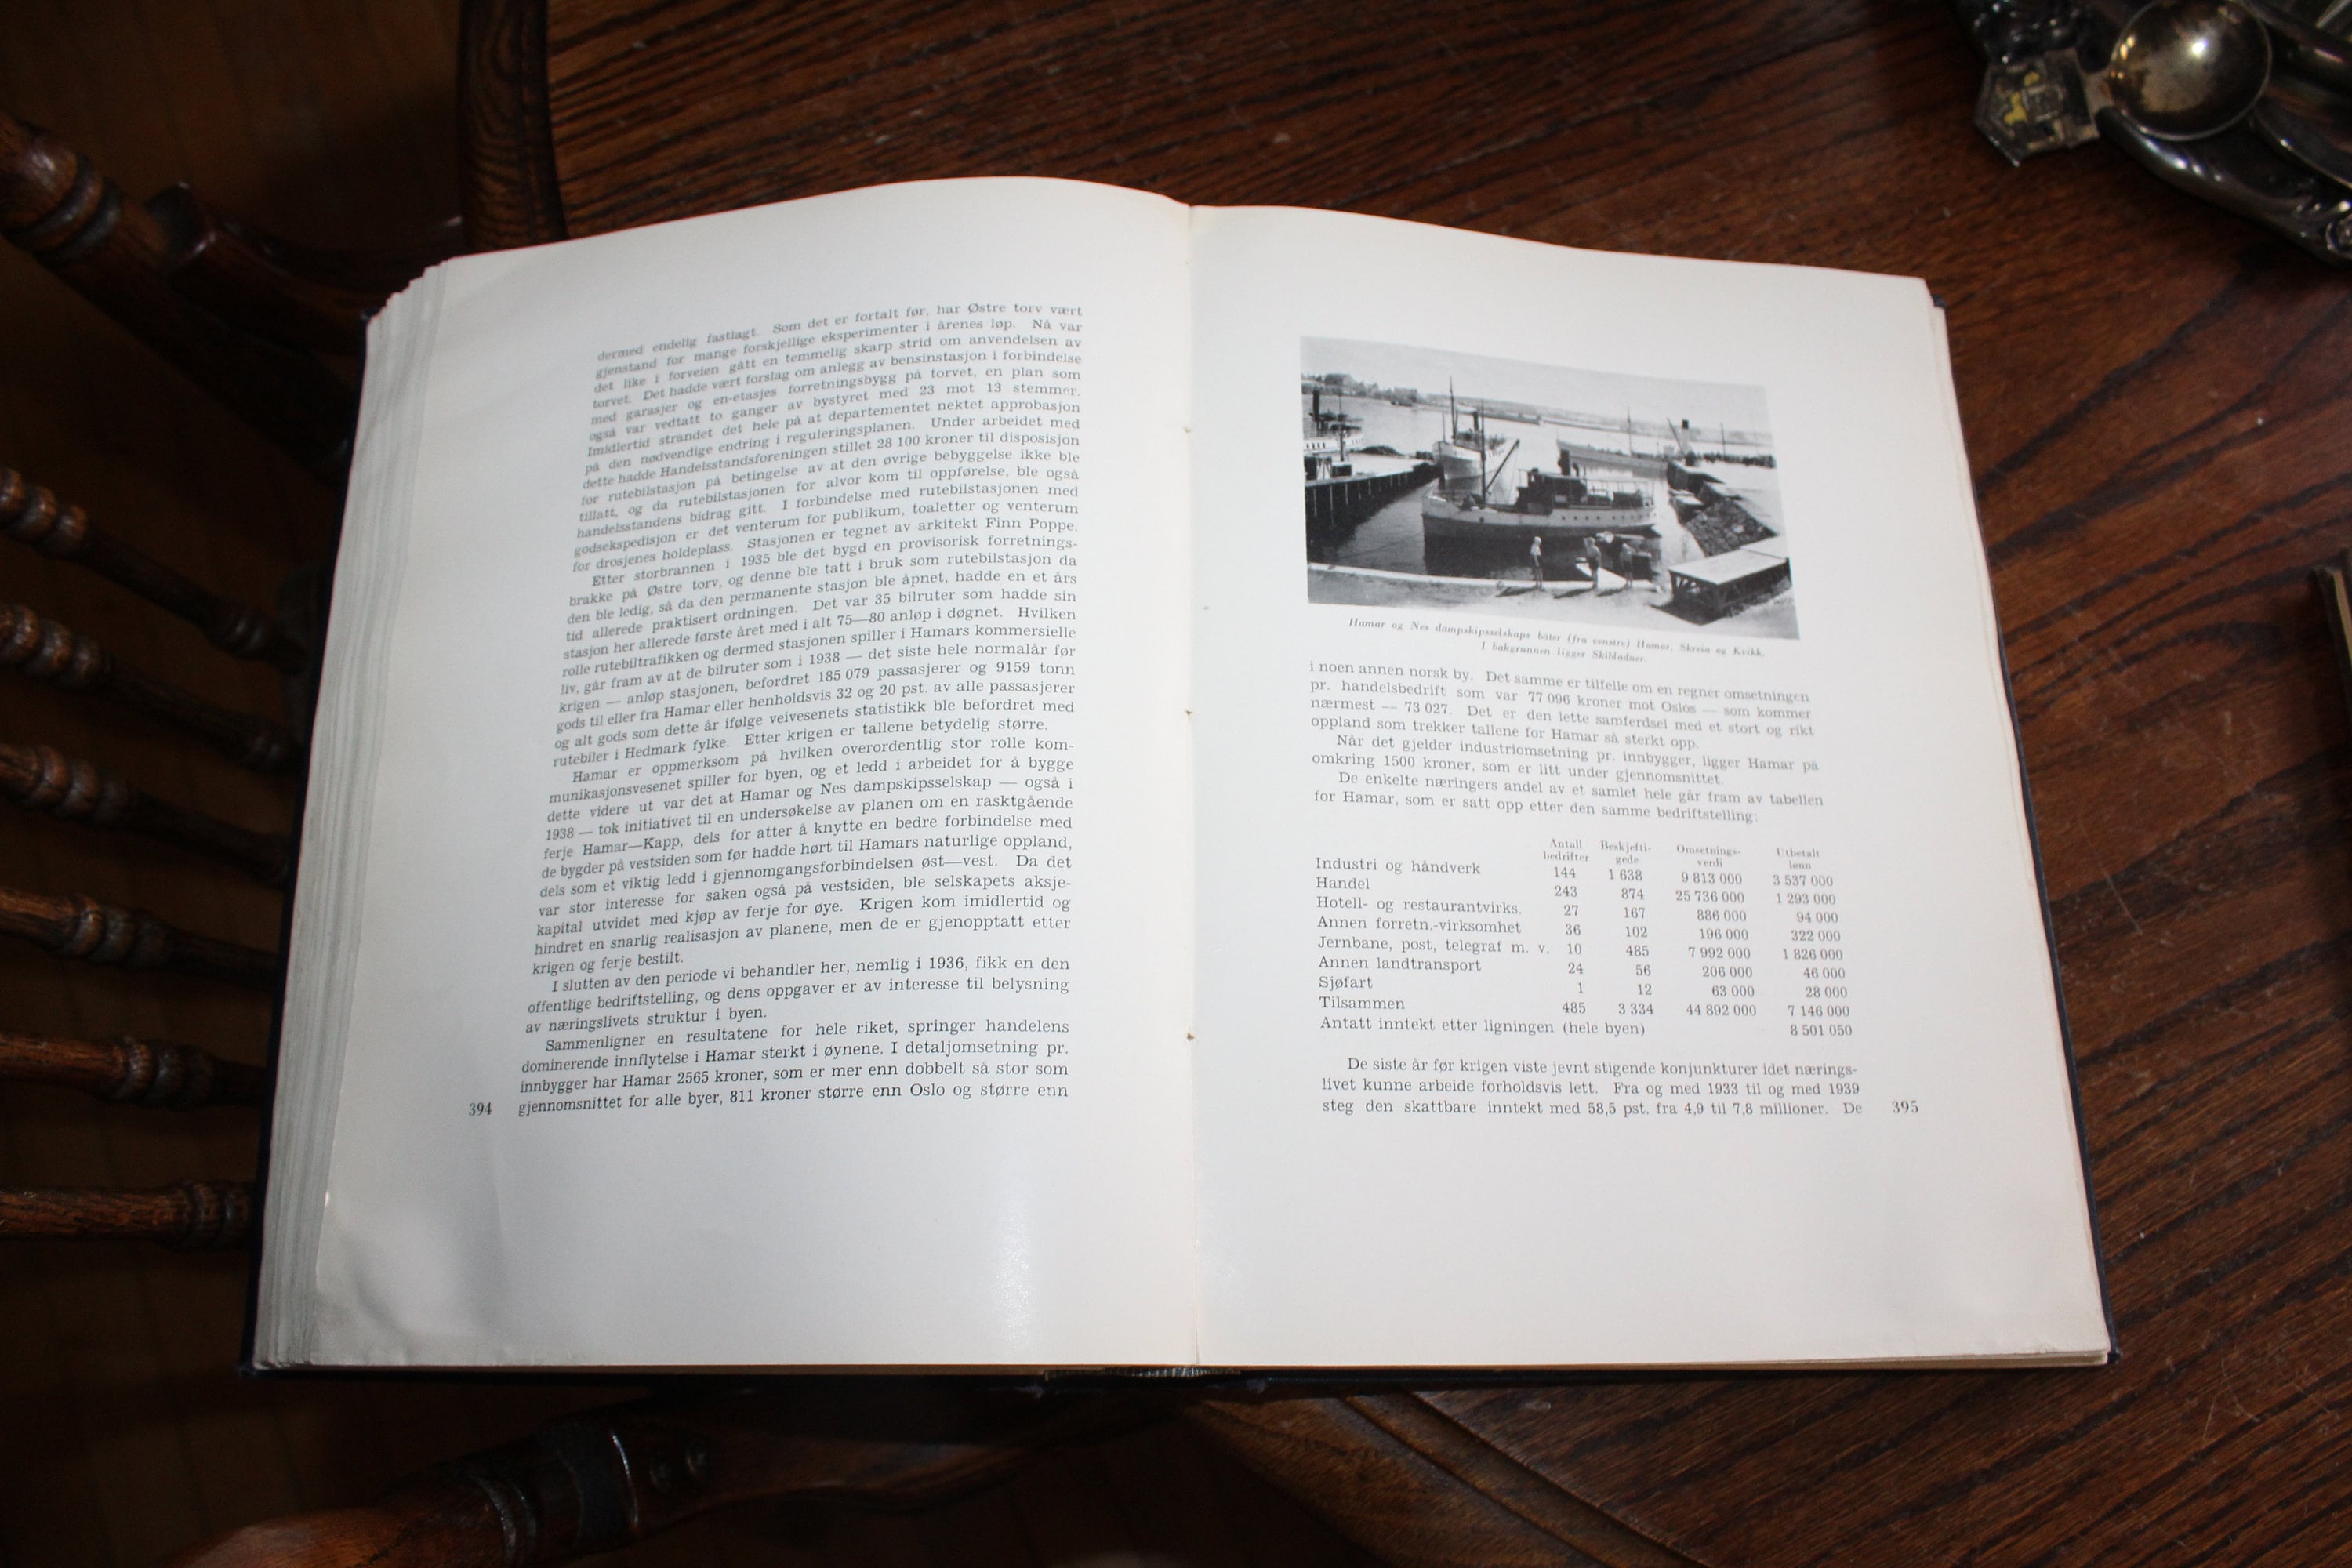 dermed endelig fastlagt. Som det er fortalt før, har Østre torv vært
gjenstand for mange forskjellige eksperimenter i årenes løp. Nå var
det like i forveien gått en temmelig skarp strid om anvendelsen av
torvet. Det hadde vært forslag om anlegg av bensinstasjon i forbindelse
med garasjer og en-etasjes forretningsbygg på torvet, en plan som
også var vedtatt to ganger av bystyret med 23 mot 13 stemmer.
Imidlertid strandet det hele på at departementet nektet approbasjon
på den nødvendige endring i reguleringsplanen. Under arbeidet med
dette hadde Handelsstandsforeningen stillet 28 100 kroner til disposisjon
for rutebilstasjon på betingelse av at den øvrige bebyggelse ikke ble
tillatt, og da rutebilstasjonen for alvor kom til oppførelse, ble også
handelsstandens bidrag gitt. I forbindelse med rutebilstasjonen med
godsekspedisjon er det venterum for publikum, toaletter og venterum
for drosjenes holdeplass. Stasjonen er tegnet av arkitekt Finn Poppe.
Etter storbrannen i 1935 ble det bygd en provisorisk forretnings-
brakke på Østre torv, og denne ble tatt i bruk som rutebilstasjon da
den ble ledig, så da den permanente stasjon ble åpnet, hadde en et års
tid allerede praktisert ordningen. Det var 35 bilruter som hadde sin
stasjon her allerede første året med i alt 75—80 anløp i døgnet. Hvilken
rolle rutebiltrafikken og dermed stasjonen spiller i Hamars kommersielle
liv, går fram av at de bilruter som i 1938 — det siste hele normalår før
krigen — anløp stasjonen, befordret 185 079 passasjerer og 9159 tonn
gods til eller fra Hamar eller henholdsvis 32 og 20 pst. av alle passasjerer
og alt gods som dette år ifølge veivesenets statistikk ble befordret med
rutebiler i Hedmark fylke. Etter krigen er tallene betydelig større.
Hamar er oppmerksom på hvilken overordentlig stor rolle kom-
munikasjonsvesenet spiller for byen, og et ledd i arbeidet for å bygge
dette videre ut var det at Hamar og Nes dampskipsselskap — også i
1938 — tok initiativet til en undersøkelse av planen om en rasktgående
ferje Hamar—Kapp, dels for atter å knytte en bedre forbindelse med
de bygder på vestsiden som før hadde hørt til Hamars naturlige oppland,
dels som et viktig ledd i gjennomgangsforbindelsen øst—vest. Da det
var stor interesse for saken også på vestsiden, ble selskapets aksje-
kapital utvidet med kjøp av ferje for øye. Krigen kom imidlertid og
hindret en snarlig realisasjon av planene, men de er gjenopptatt etter
krigen og ferje bestilt.
I slutten av den periode vi behandler her, nemlig i 1936, fikk en den
offentlige bedriftstelling, og dens oppgaver er av interesse til belysning
av næringslivets struktur i byen.
Sammenligner en resultatene for hele riket, springer handelens
dominerende innflytelse i Hamar sterkt i øynene. I detaljomsetning pr.
innbygger har Hamar 2565 kroner, som er mer enn dobbelt så stor som
gjennomsnittet for alle byer, 811 kroner større enn Oslo og større enn
394
Hamar og Nes dampskipsselskaps båter (fra venstre) Hamar, Skreia og Kvikk.
I bakgrunnen ligger Skibladner.
i noen annen norsk by. Det samme er tilfelle om en regner omsetningen
pr. handelsbedrift som var 77 096 kroner mot Oslos — som kommer
nærmest — 73 027. Det er den lette samferdsel med et stort og rikt
oppland som trekker tallene for Hamar så sterkt opp.
Når det gjelder industriomsetning pr. innbygger, ligger Hamar på
omkring 1500 kroner, som er litt under gjennomsnittet.
De enkelte næringers andel av et samlet hele går fram av tabellen
for Hamar, som er satt opp etter den samme bedriftstelling:
Antall Beskjefti- Omsetnings- Utbetalt
bedrifter gede verdi lønn
Industri og håndverk 144 1 638 9 813 000 3 537 000
Handel 243 874 25 736 000 1 293 000
Hotell- og restaurantvirks. 27 167 886 000 94 000
Annen forretn.-virksomhet 36 102 196 000 322 000
Jernbane, post, telegraf m. v. 10 485 7 992 000 1 826 000
Annen landtransport 24 56 206 000 46 000
Sjøfart 1 12 63 000 28 000
Tilsammen 485 3 334 44 892 000 7 146 000
Antatt inntekt etter ligningen (hele byen) 8 501 050
De siste år før krigen viste jevnt stigende konjunkturer idet nærings-
livet kunne arbeide forholdsvis lett. Fra og med 1933 til og med 1939
steg den skattbare inntekt med 58,5 pst. fra 4,9 til 7,8 millioner. De
395